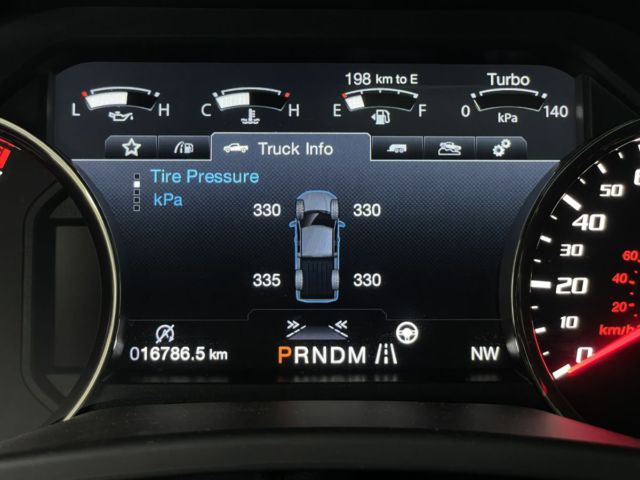 198 km to E
Turbo
L H C H E F 0 140
kPa
Truck Info
Tire Pressure
kPa
330 330
335 330
016786.5 km
PRNDM
NW
50
40
30
20
10
0
60
40
20
km/h